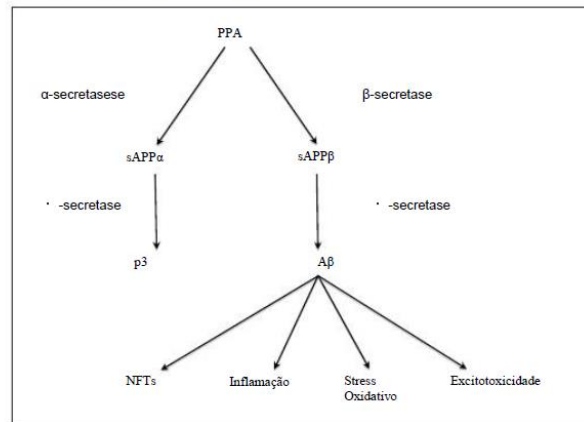 PPA
α-secretasese
β-secretase
sAPPα
sAPPβ
· -secretase
· -secretase
p3
Aβ
NFTs
Inflamação
Stress
Oxidativo
Excitotoxicidade